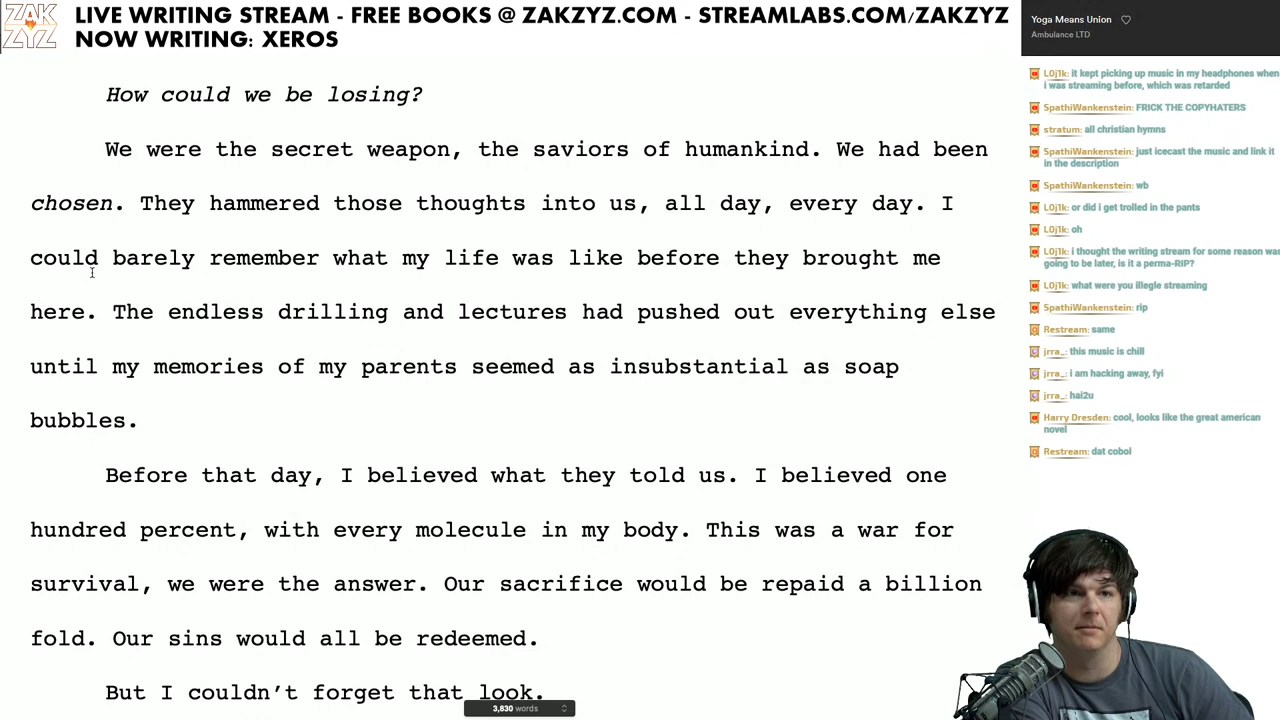 ZAK
ZYZ
LIVE WRITING STREAM - FREE BOOKS @ ZAKZYZ.COM - STREAMLABS.COM/ZAKZYZ
NOW WRITING: XEROS
How could we be losing?
We were the secret weapon, the saviors of humankind. We had been
chosen. They hammered those thoughts into us, all day, every day. I
could barely remember what my life was like before they brought me
here. The endless drilling and lectures had pushed out everything else
until my memories of my parents seemed as insubstantial as soap
bubbles.
Before that day, I believed what they told us. I believed one
hundred percent, with every molecule in my body. This was a war for
survival, we were the answer. Our sacrifice would be repaid a billion
fold. Our sins would all be redeemed.
But I couldn't forget that look.
3,830 words
Yoga Means Union
Ambulance LTD
L0j1k: it kept picking up music in my headphones when
i was streaming before, which was retarded
SpathiWankenstein: FRICK THE COPYHATERS
stratum: all christian hymns
SpathiWankenstein: just icecast the music and link it
in the description
SpathiWankenstein: wb
L0j1k: or did i get trolled in the pants
L0j1k: oh
L0j1k: i thought the writing stream for some reason was
going to be later, is it a perma-RIP?
L0j1k: what were you illegle streaming
SpathiWankenstein: rip
Restream: same
jrra_: this music is chill
jrra_: i am hacking away, fyi
jrra_: hai2u
Harry Dresden: cool, looks like the great american
novel
Restream: dat cobol